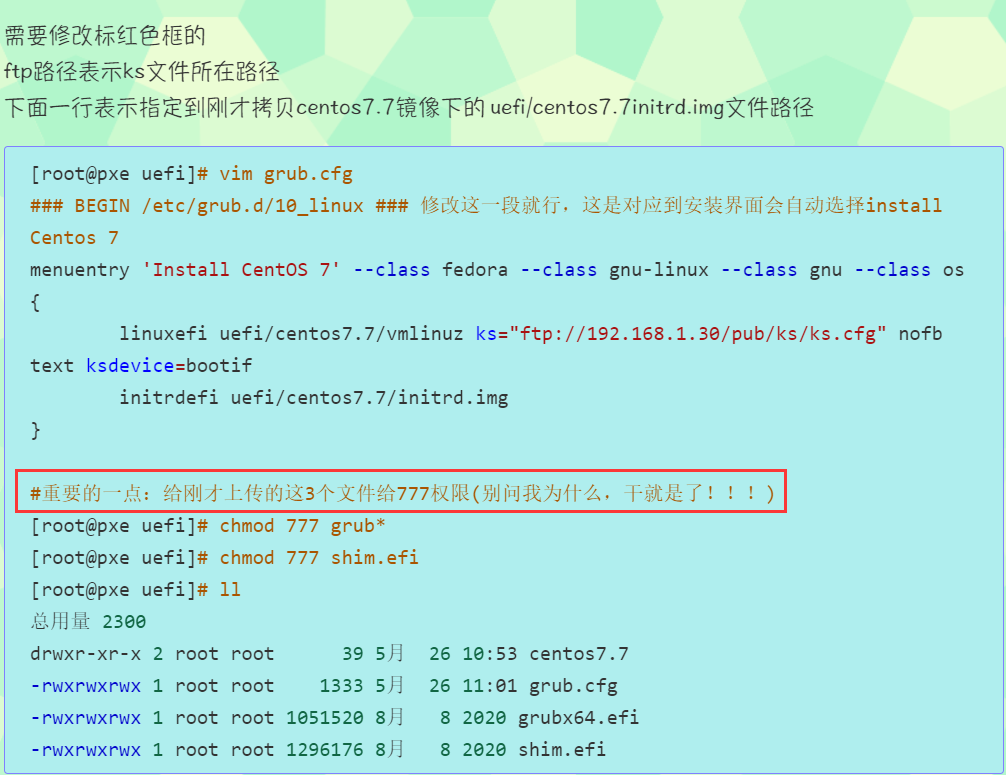 需要修改标红色框的
ftp路径表示ks文件所在路径
下面一行表示指定到刚才拷贝centos7.7镜像下的 uefi/centos7.7initrd.img文件路径
[root@pxe uefi]# vim grub.cfg
### BEGIN /etc/grub.d/10_linux ### 修改这一段就行，这是对应到安装界面会自动选择install
Centos 7
menuentry 'Install CentOS 7' --class fedora --class gnu-linux --class gnu --class os
{
linuxefi uefi/centos7.7/vmlinuz ks="ftp://192.168.1.30/pub/ks/ks.cfg" nofb
text ksdevice=bootif
initrdefi uefi/centos7.7/initrd.img
}
#重要的一点：给刚才上传的这3个文件给777权限(别问我为什么，干就是了！！！)
[root@pxe uefi]# chmod 777 grub*
[root@pxe uefi]# chmod 777 shim.efi
[root@pxe uefi]# ll
总用量 2300
drwxr-xr-x 2 root root      39 5月  26 10:53 centos7.7
-rwxrwxrwx 1 root root    1333 5月  26 11:01 grub.cfg
-rwxrwxrwx 1 root root 1051520 8月   8 2020 grubx64.efi
-rwxrwxrwx 1 root root 1296176 8月   8 2020 shim.efi